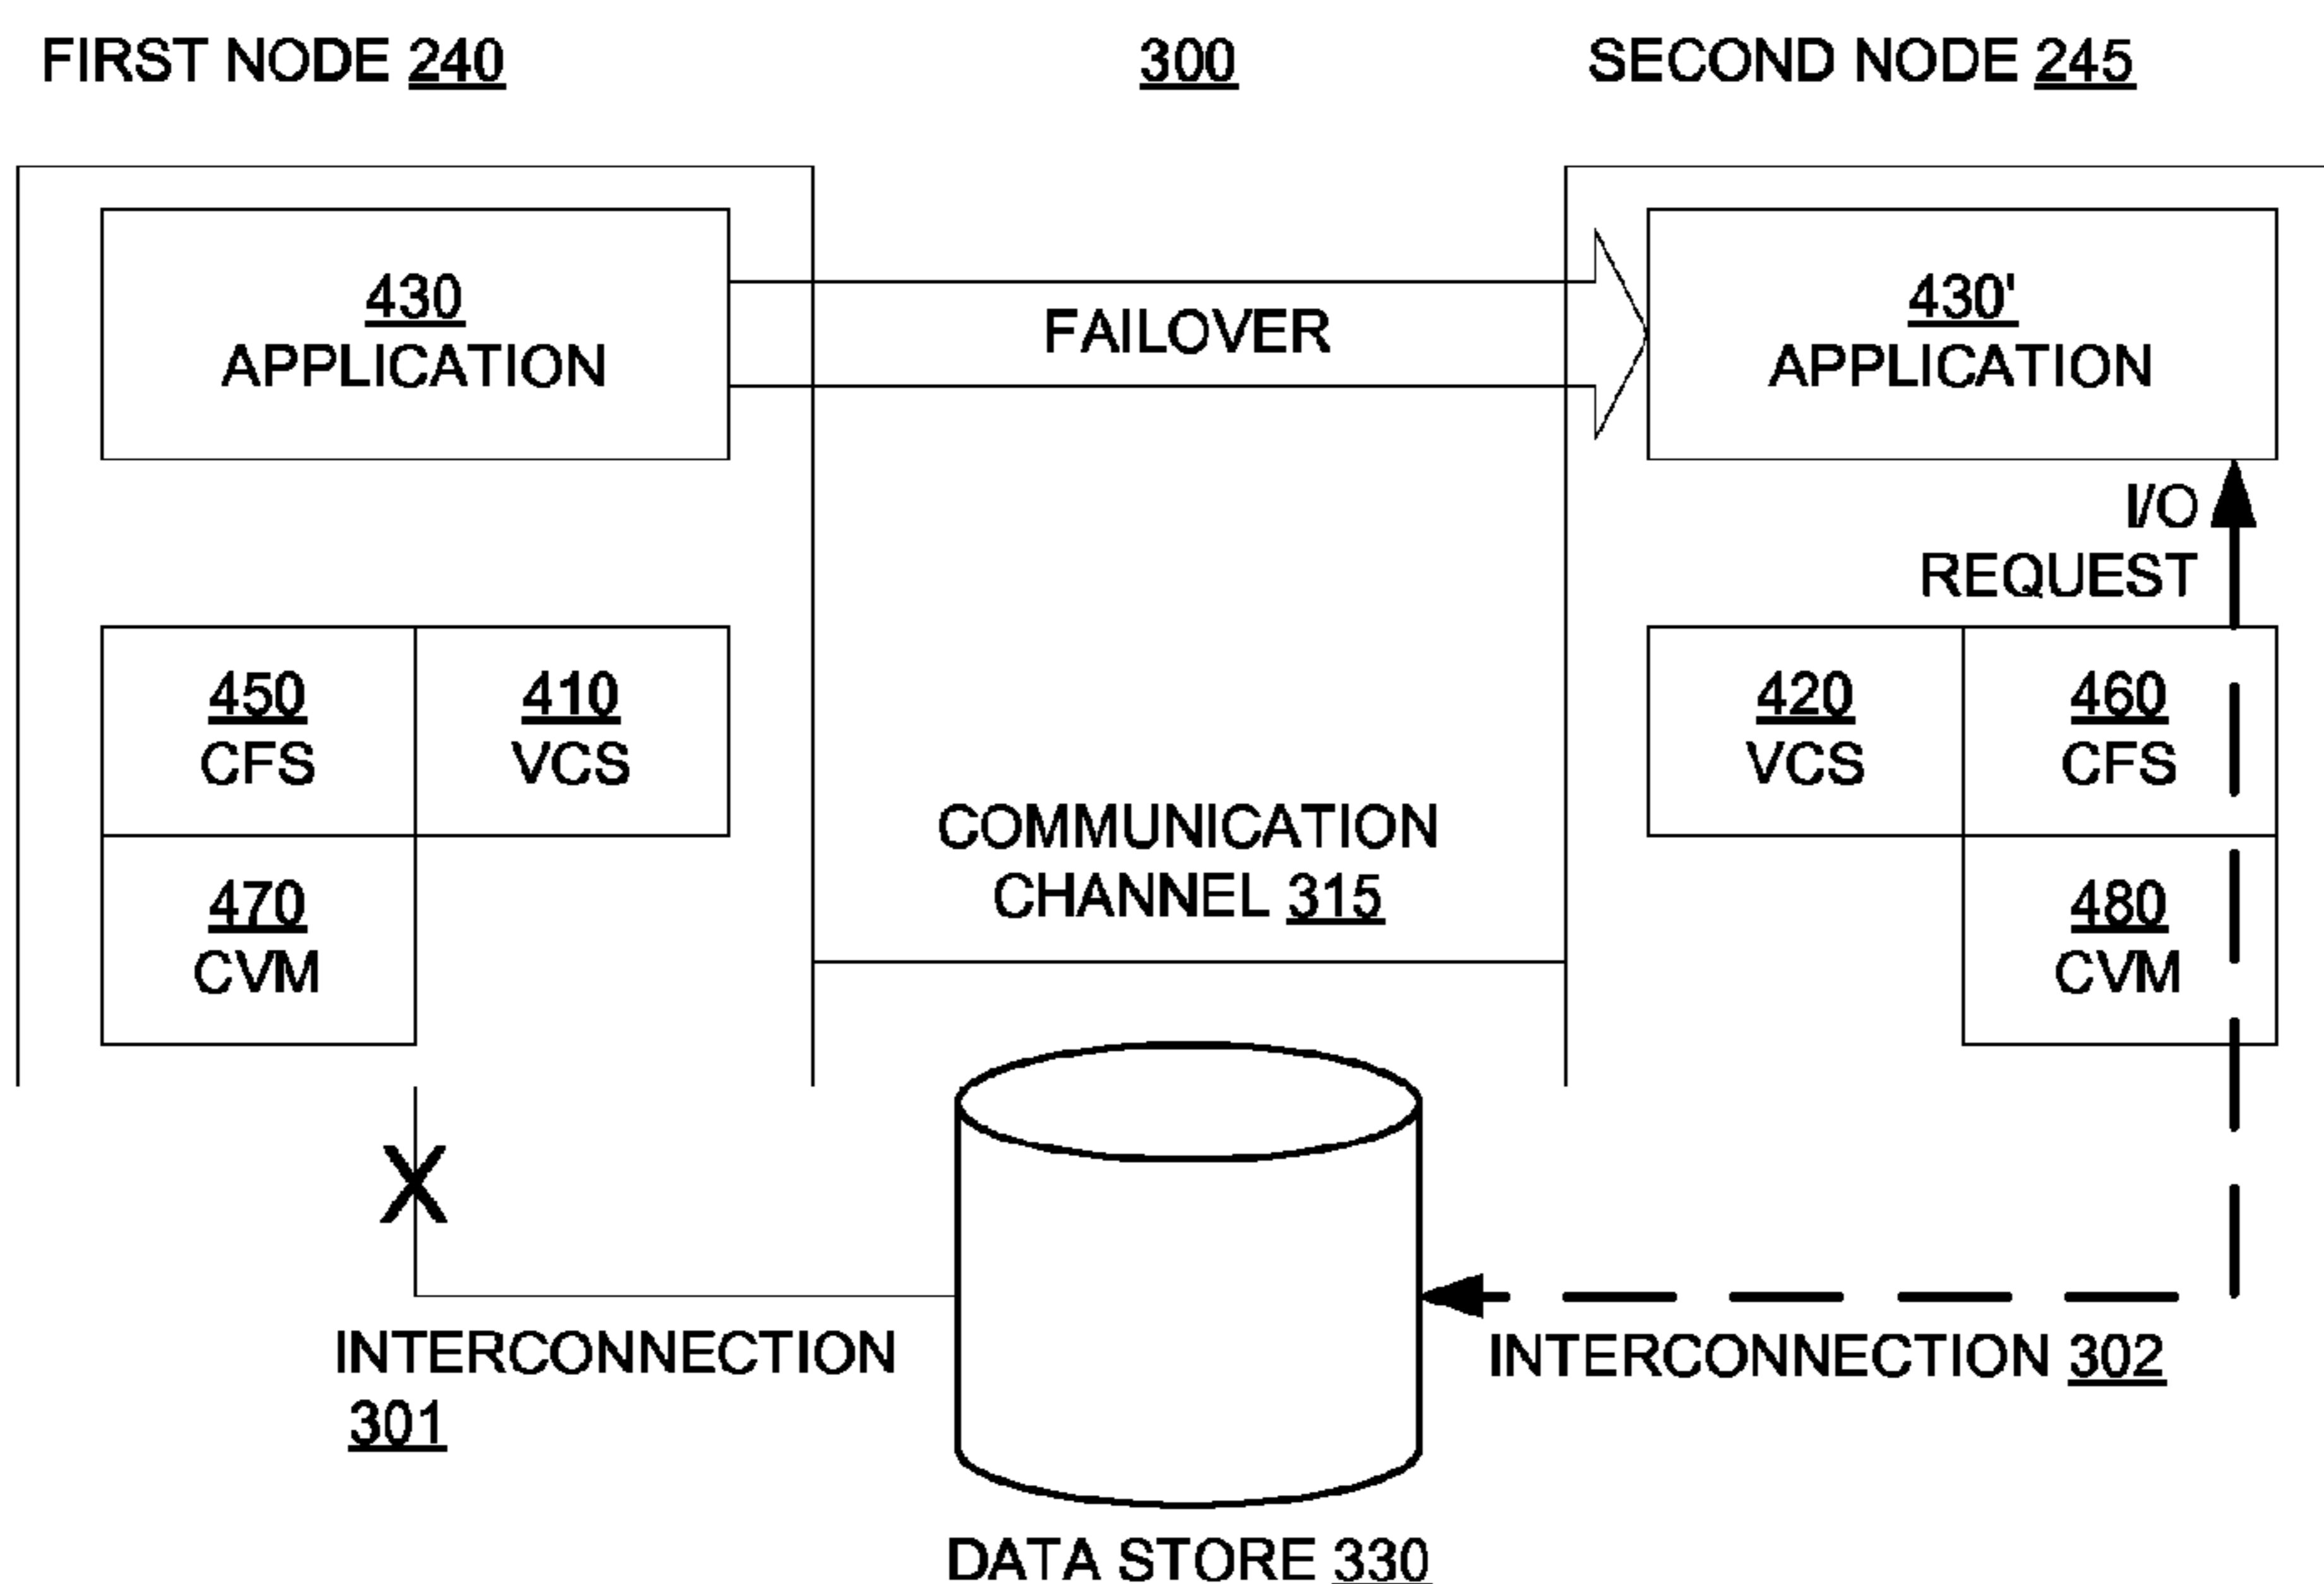 FIRST NODE 240
300
SECOND NODE 245
430
APPLICATION
FAILOVER
430'
APPLICATION
I/O
REQUEST
450
CFS
410
VCS
420
VCS
460
CFS
COMMUNICATION
CHANNEL 315
470
CVM
480
CVM
X
INTERCONNECTION
301
INTERCONNECTION 302
DATA STORE 330